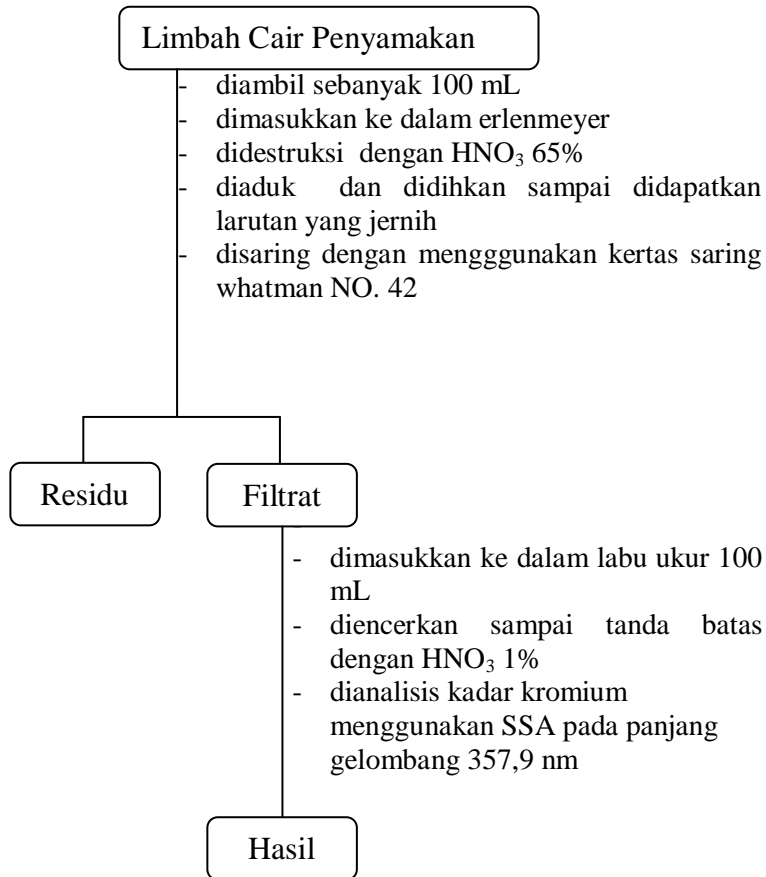 Limbah Cair Penyamakan
- diambil sebanyak 100 mL
- dimasukkan ke dalam erlenmeyer
- didestruksi dengan HNO₃ 65%
- diaduk dan didihkan sampai didapatkan
larutan yang jernih
- disaring dengan mengggunakan kertas saring
whatman NO. 42
Residu
Filtrat
- dimasukkan ke dalam labu ukur 100
mL
- diencerkan sampai tanda batas
dengan HNO₃ 1%
- dianalisis kadar kromium
menggunakan SSA pada panjang
gelombang 357,9 nm
Hasil